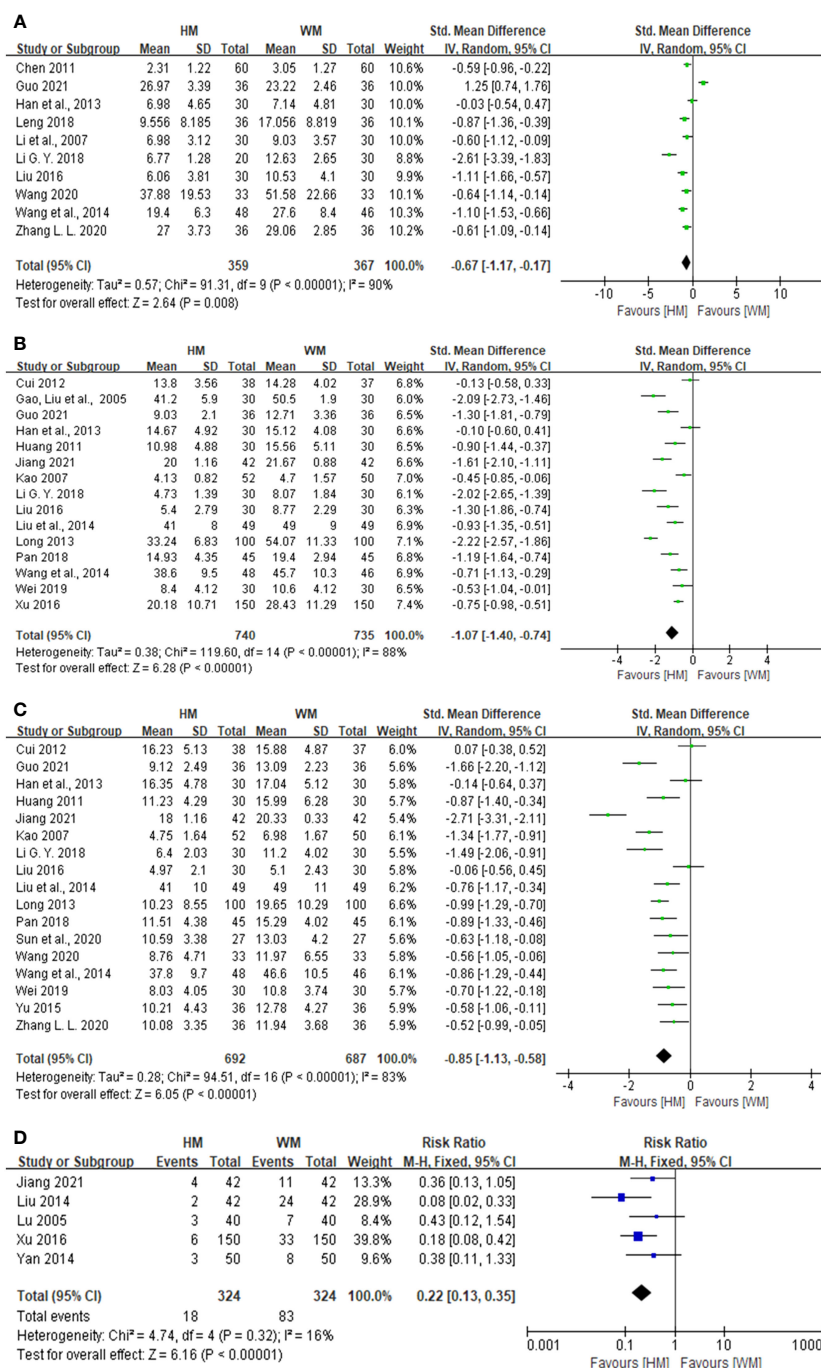 A
HM WM Std. Mean Difference Std. Mean Difference
Study or Subgroup Mean SD Total Mean SD Total Weight IV, Random, 95% CI IV, Random, 95% CI
Chen 2011 2.31 1.22 60 3.05 1.27 60 10.6% -0.59 [-0.96, -0.22]
Guo 2021 26.97 3.39 36 23.22 2.46 36 10.0% 1.25 [0.74, 1.76]
Han et al., 2013 6.98 4.65 30 7.14 4.81 30 10.0% -0.03 [-0.54, 0.47]
Leng 2018 9.556 8.185 36 17.056 8.819 36 10.1% -0.87 [-1.36, -0.39]
Li et al., 2007 6.98 3.12 30 9.03 3.57 30 10.0% -0.60 [-1.12, -0.09]
Li G. Y. 2018 6.77 1.28 20 12.63 2.65 30 8.8% -2.61 [-3.39, -1.83]
Liu 2016 6.06 3.81 30 10.53 4.1 30 9.9% -1.11 [-1.66, -0.57]
Wang 2020 37.88 19.53 33 51.58 22.66 33 10.0% -0.64 [-1.14, -0.14]
Wang et al., 2014 19.4 6.3 48 27.6 8.4 46 10.3% -1.10 [-1.53, -0.66]
Zhang L. L. 2020 27 3.73 36 29.06 2.85 36 10.2% -0.61 [-1.09, -0.14]
Total (95% CI) 359 367 100.0% -0.67 [-1.17, -0.17]
Heterogeneity: Tau² = 0.57; Chi² = 91.31, df = 9 (P < 0.00001); I² = 90%
Test for overall effect: Z = 2.64 (P = 0.008)
-10 -5 0 5 10
Favours [HM] Favours [WM]
B
HM WM Std. Mean Difference Std. Mean Difference
Study or Subgroup Mean SD Total Mean SD Total Weight IV, Random, 95% CI IV, Random, 95% CI
Cui 2012 13.8 3.56 38 14.28 4.02 37 6.8% -0.13 [-0.58, 0.33]
Gao, Liu et al., 2005 41.2 5.9 30 50.5 1.9 30 6.0% -2.09 [-2.73, -1.46]
Guo 2021 9.03 2.1 36 12.71 3.36 36 6.5% -1.30 [-1.81, -0.79]
Han et al., 2013 14.67 4.92 30 15.12 4.08 30 6.5% -0.10 [-0.60, 0.41]
Huang 2011 10.98 4.88 30 15.56 5.11 30 6.4% -0.90 [-1.44, -0.37]
Jiang 2021 20 1.16 42 21.67 0.88 42 6.6% -1.61 [-2.10, -1.11]
Kao 2007 4.13 0.82 52 4.7 1.57 50 7.0% -0.45 [-0.85, -0.06]
Li G. Y. 2018 4.73 1.39 30 8.07 1.84 30 6.0% -2.02 [-2.65, -1.39]
Liu 2016 5.4 2.79 30 8.77 2.29 30 6.3% -1.30 [-1.86, -0.74]
Liu et al., 2014 41 8 49 49 9 49 6.9% -0.93 [-1.35, -0.51]
Long 2013 33.24 6.83 100 54.07 11.33 100 7.1% -2.22 [-2.57, -1.86]
Pan 2018 14.93 4.35 45 19.4 2.94 45 6.8% -1.19 [-1.64, -0.74]
Wang et al., 2014 38.6 9.5 48 45.7 10.3 46 6.9% -0.71 [-1.13, -0.29]
Wei 2019 8.4 4.12 30 10.6 4.12 30 6.5% -0.53 [-1.04, -0.01]
Xu 2016 20.18 10.71 150 28.43 11.29 150 7.4% -0.75 [-0.98, -0.51]
Total (95% CI) 740 735 100.0% -1.07 [-1.40, -0.74]
Heterogeneity: Tau² = 0.38; Chi² = 119.60, df = 14 (P < 0.00001); I² = 88%
Test for overall effect: Z = 6.28 (P < 0.00001)
-4 -2 0 2 4
Favours [HM] Favours [WM]
C
HM WM Std. Mean Difference Std. Mean Difference
Study or Subgroup Mean SD Total Mean SD Total Weight IV, Random, 95% CI IV, Random, 95% CI
Cui 2012 16.23 5.13 38 15.88 4.87 37 6.0% 0.07 [-0.38, 0.52]
Guo 2021 9.12 2.49 36 13.09 2.23 36 5.6% -1.66 [-2.20, -1.12]
Han et al., 2013 16.35 4.78 30 17.04 5.12 30 5.8% -0.14 [-0.64, 0.37]
Huang 2011 11.23 4.29 30 15.99 6.28 30 5.7% -0.87 [-1.40, -0.34]
Jiang 2021 18 1.16 42 20.33 0.33 42 5.3% -2.71 [-3.31, -2.11]
Kao 2007 4.75 1.64 52 6.98 1.67 50 6.1% -1.34 [-1.77, -0.91]
Li G. Y. 2018 6.4 2.03 30 11.2 4.02 30 5.5% -1.49 [-2.06, -0.91]
Liu 2016 4.97 2.1 30 5.1 2.43 30 5.8% -0.06 [-0.56, 0.45]
Liu et al., 2014 41 10 49 49 11 49 6.2% -0.76 [-1.17, -0.34]
Long 2013 10.23 8.55 100 19.65 10.29 100 6.7% -0.99 [-1.29, -0.70]
Pan 2018 11.51 4.38 45 15.29 4.02 45 6.1% -0.89 [-1.33, -0.46]
Sun et al., 2020 10.59 3.38 27 13.03 4.2 27 5.6% -0.63 [-1.18, -0.08]
Wang 2020 8.76 4.71 33 11.97 6.55 33 5.8% -0.56 [-1.05, -0.06]
Wang et al., 2014 37.8 9.7 48 46.6 10.5 46 6.1% -0.86 [-1.29, -0.44]
Wei 2019 8.03 4.05 30 10.8 3.74 30 5.7% -0.70 [-1.22, -0.18]
Yu 2015 10.21 4.43 36 12.78 4.27 36 5.9% -0.58 [-1.06, -0.11]
Zhang L. L. 2020 10.08 3.35 36 11.94 3.68 36 5.9% -0.52 [-0.99, -0.05]
Total (95% CI) 692 687 100.0% -0.85 [-1.13, -0.58]
Heterogeneity: Tau² = 0.28; Chi² = 94.51, df = 16 (P < 0.00001); I² = 83%
Test for overall effect: Z = 6.05 (P < 0.00001)
-4 -2 0 2 4
Favours [HM] Favours [WM]
D
HM WM Risk Ratio Risk Ratio
Study or Subgroup Events Total Events Total Weight M-H, Fixed, 95% CI M-H, Fixed, 95% CI
Jiang 2021 4 42 11 42 13.3% 0.36 [0.13, 1.05]
Liu 2014 2 42 24 42 28.9% 0.08 [0.02, 0.33]
Lu 2005 3 40 7 40 8.4% 0.43 [0.12, 1.54]
Xu 2016 6 150 33 150 39.8% 0.18 [0.08, 0.42]
Yan 2014 3 50 8 50 9.6% 0.38 [0.11, 1.33]
Total (95% CI) 324 324 100.0% 0.22 [0.13, 0.35]
Total events 18 83
Heterogeneity: Chi² = 4.74, df = 4 (P = 0.32); I² = 16%
Test for overall effect: Z = 6.16 (P < 0.00001)
0.001 0.1 1 10 1000
Favours [HM] Favours [WM]